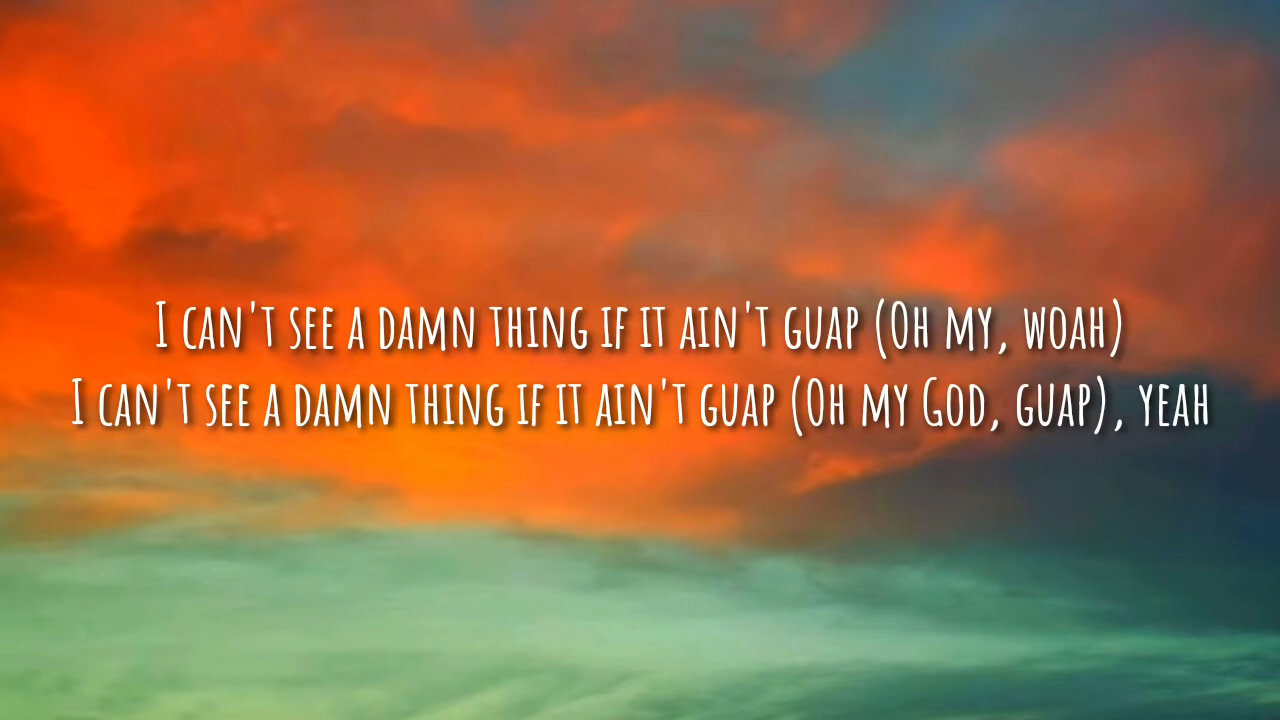 I can't see a damn thing if it ain't guap (Oh my, woah)
I can't see a damn thing if it ain't guap (Oh my God, guap), yeah